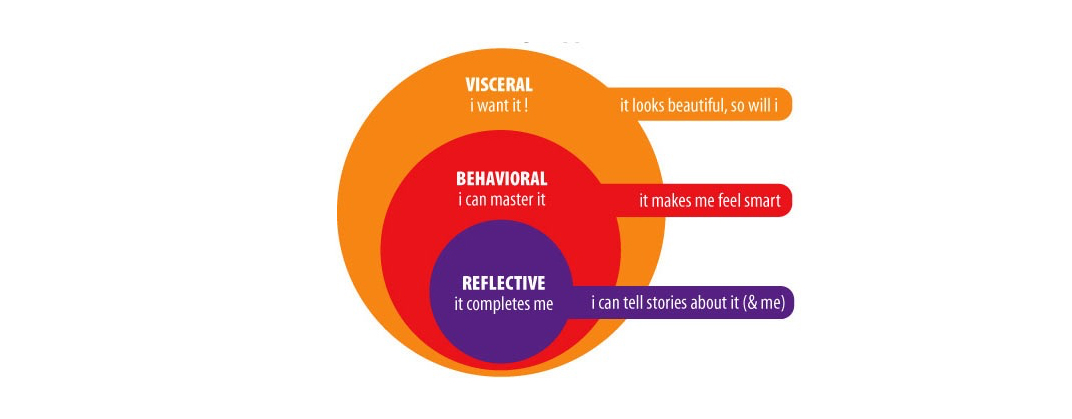 VISCERAL
i want it !
it looks beautiful, so will i
BEHAVIORAL
i can master it
it makes me feel smart
REFLECTIVE
it completes me
i can tell stories about it (& me)